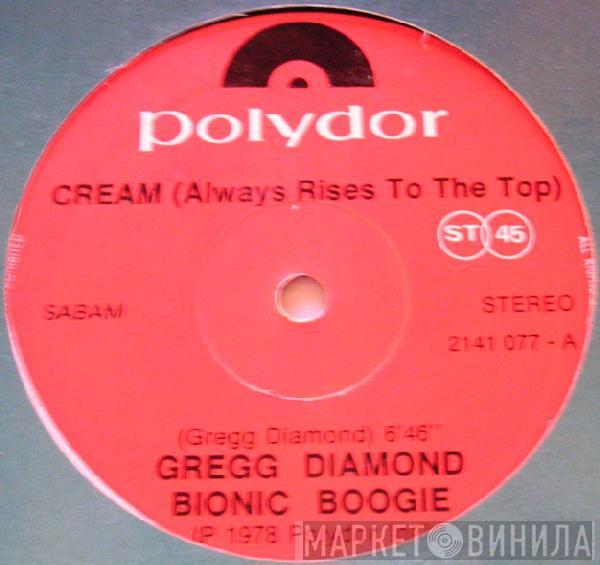 polydor
CREAM (Always Rises To The Top)
ST 45
SABAM
STEREO
2141 077 - A
(Gregg Diamond) 6'46"
GREGG DIAMOND
BIONIC BOOGIE
(P 1978
МАРКЕТ ВИНИЛА